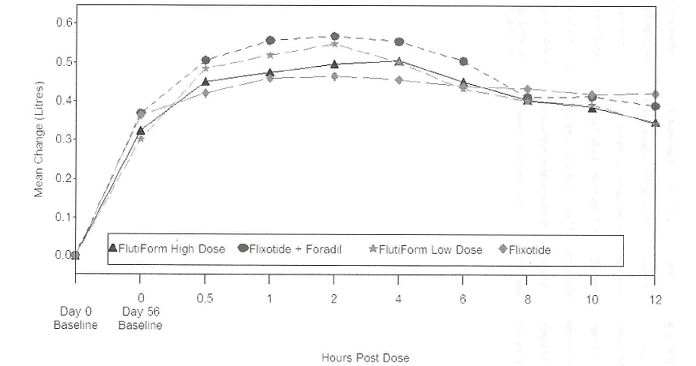 0.6
0.5
0.4
0.3
0.2
0.1
0.0
Mean Change (Litres)
FlutiForm High Dose Flixotide + Foradil FlutiForm Low Dose Flixotide
0 0.5 1 2 4 6 8 10 12
Day 0 Day 56
Baseline Baseline
Hours Post Dose